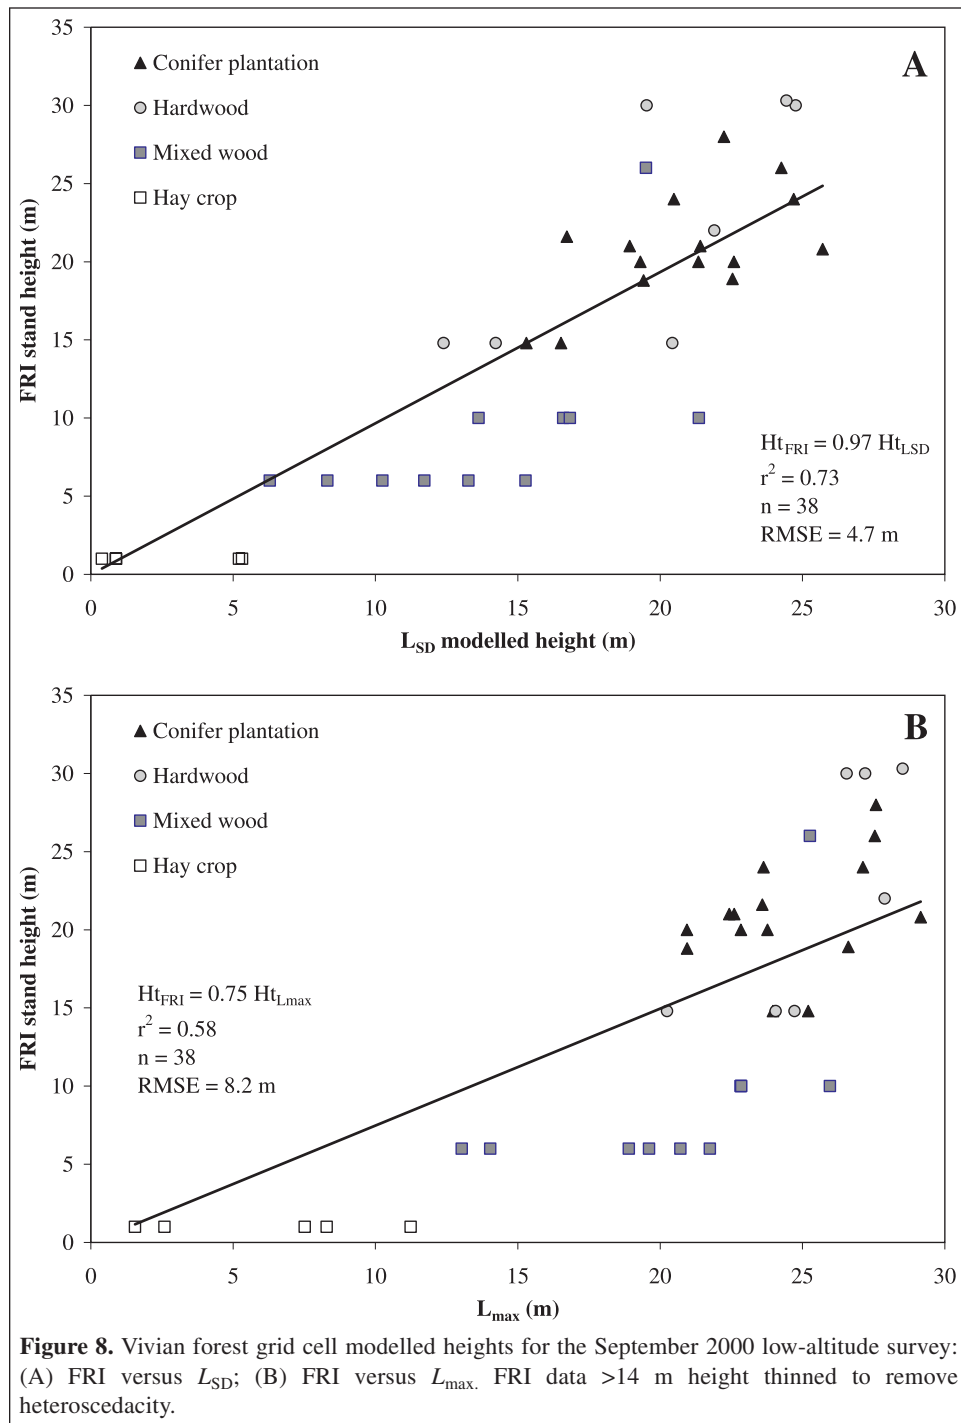 35
30
25
20
15
10
5
0
FRI stand height (m)
Conifer plantation
Hardwood
Mixed wood
Hay crop
A
Ht_FRI = 0.97 Ht_LSD
r² = 0.73
n = 38
RMSE = 4.7 m
0 5 10 15 20 25 30
L_SD modelled height (m)
35
30
25
20
15
10
5
0
FRI stand height (m)
Conifer plantation
Hardwood
Mixed wood
Hay crop
B
Ht_FRI = 0.75 Ht_Lmax
r² = 0.58
n = 38
RMSE = 8.2 m
0 5 10 15 20 25 30
L_max (m)
Figure 8. Vivian forest grid cell modelled heights for the September 2000 low-altitude survey:
(A) FRI versus L_SD; (B) FRI versus L_max. FRI data >14 m height thinned to remove
heteroscedacity.